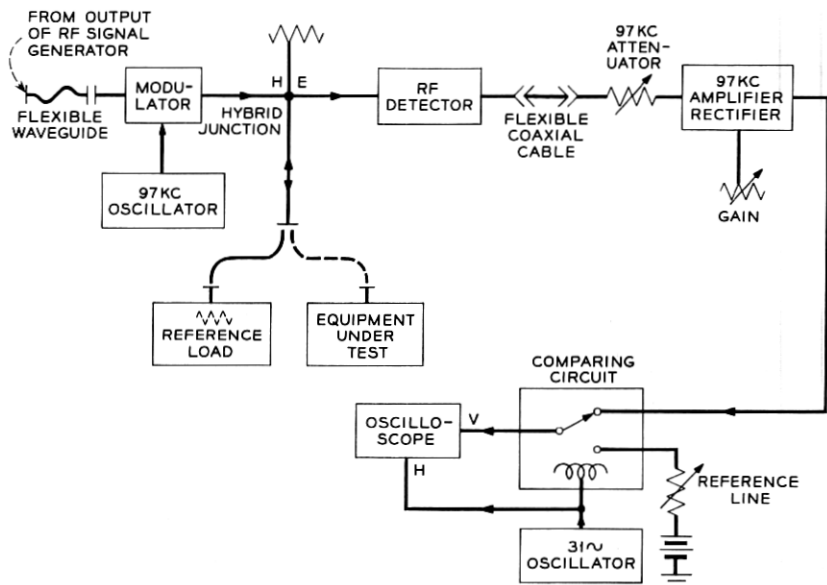 FROM OUTPUT
OF RF SIGNAL
GENERATOR
FLEXIBLE
WAVEGUIDE
MODU-
LATOR
97KC
OSCILLATOR
H E
HYBRID
JUNCTION
RF
DETECTOR
FLEXIBLE
COAXIAL
CABLE
97KC
ATTEN-
UATOR
97KC
AMPLIFIER
RECTIFIER
GAIN
REFERENCE
LOAD
EQUIPMENT
UNDER
TEST
COMPARING
CIRCUIT
OSCILLO-
SCOPE
V
H
REFERENCE
LINE
31~
OSCILLATOR